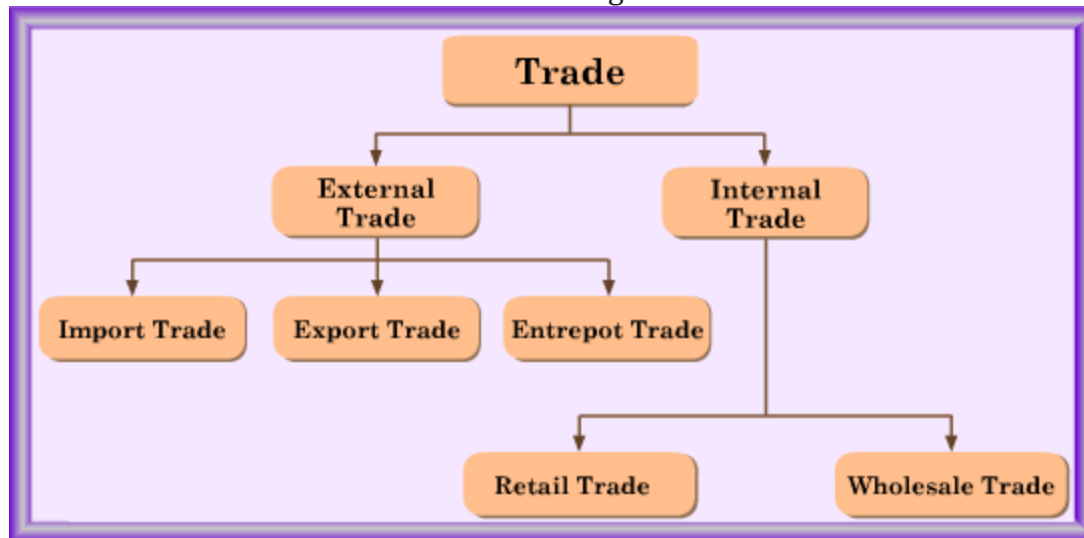 Trade
External
Trade
Internal
Trade
Import Trade
Export Trade
Entrepot Trade
Retail Trade
Wholesale Trade